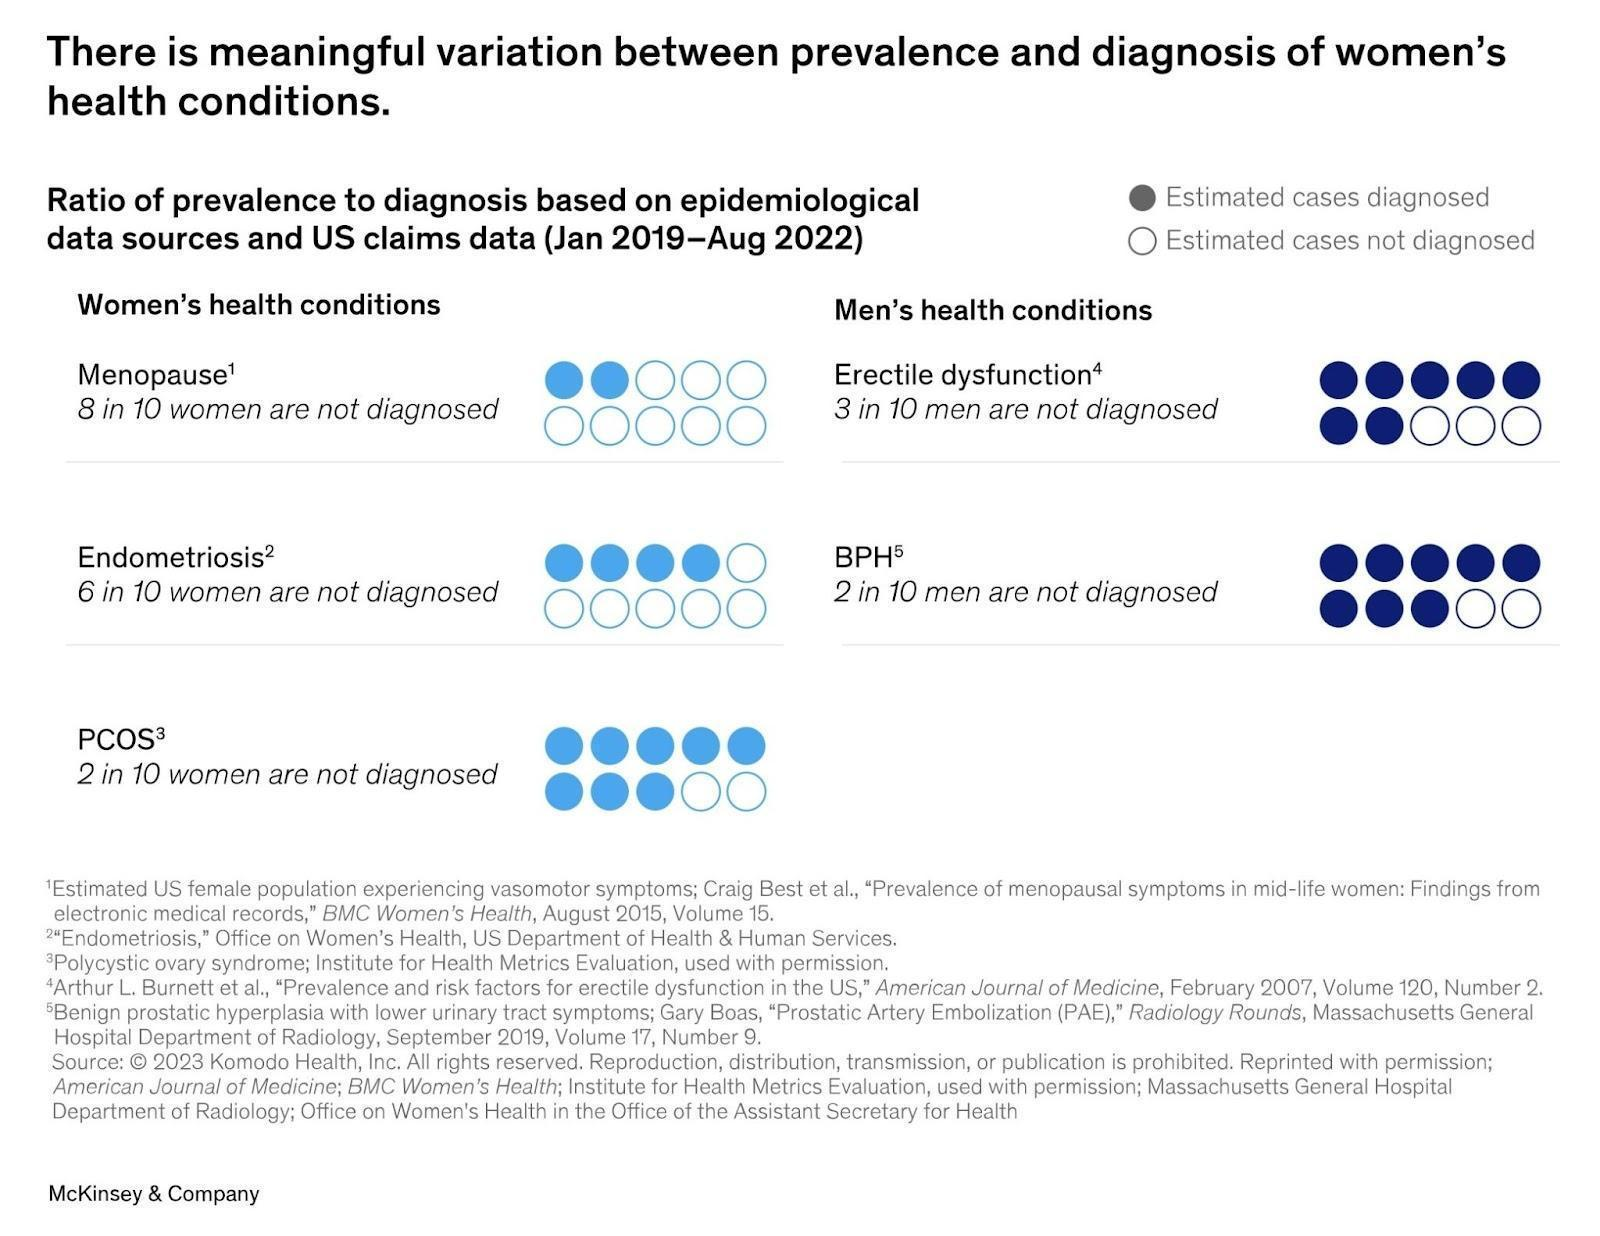 There is meaningful variation between prevalence and diagnosis of women’s
health conditions.
Ratio of prevalence to diagnosis based on epidemiological
data sources and US claims data (Jan 2019–Aug 2022)
Estimated cases diagnosed
Estimated cases not diagnosed
Women’s health conditions
Menopause¹
8 in 10 women are not diagnosed
Endometriosis²
6 in 10 women are not diagnosed
PCOS³
2 in 10 women are not diagnosed
Men’s health conditions
Erectile dysfunction⁴
3 in 10 men are not diagnosed
BPH⁵
2 in 10 men are not diagnosed
¹Estimated US female population experiencing vasomotor symptoms; Craig Best et al., “Prevalence of menopausal symptoms in mid-life women: Findings from
electronic medical records,” BMC Women’s Health, August 2015, Volume 15.
²“Endometriosis,” Office on Women’s Health, US Department of Health & Human Services.
³Polycystic ovary syndrome; Institute for Health Metrics Evaluation, used with permission.
⁴Arthur L. Burnett et al., “Prevalence and risk factors for erectile dysfunction in the US,” American Journal of Medicine, February 2007, Volume 120, Number 2.
⁵Benign prostatic hyperplasia with lower urinary tract symptoms; Gary Boas, “Prostatic Artery Embolization (PAE),” Radiology Rounds, Massachusetts General
Hospital Department of Radiology, September 2019, Volume 17, Number 9.
Source: © 2023 Komodo Health, Inc. All rights reserved. Reproduction, distribution, transmission, or publication is prohibited. Reprinted with permission;
American Journal of Medicine; BMC Women’s Health; Institute for Health Metrics Evaluation, used with permission; Massachusetts General Hospital
Department of Radiology; Office on Women's Health in the Office of the Assistant Secretary for Health
McKinsey & Company